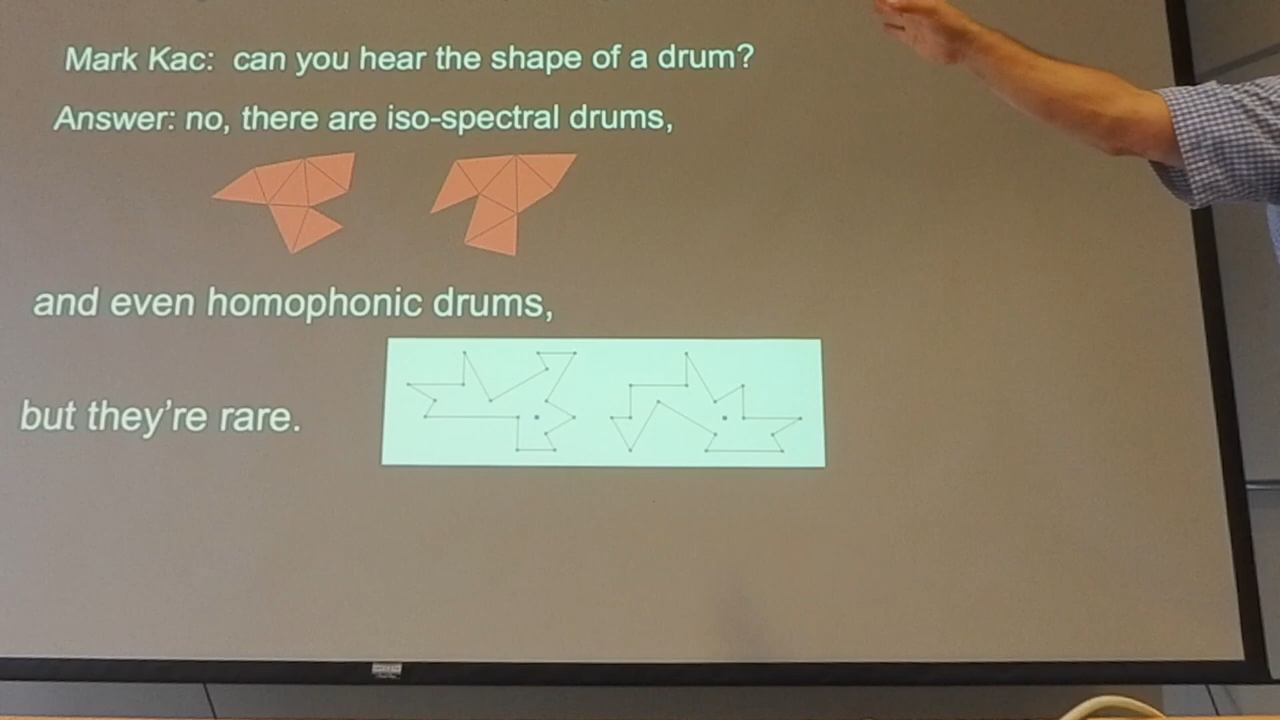 Mark Kac: can you hear the shape of a drum?
Answer: no, there are iso-spectral drums,
and even homophonic drums,
but they're rare.